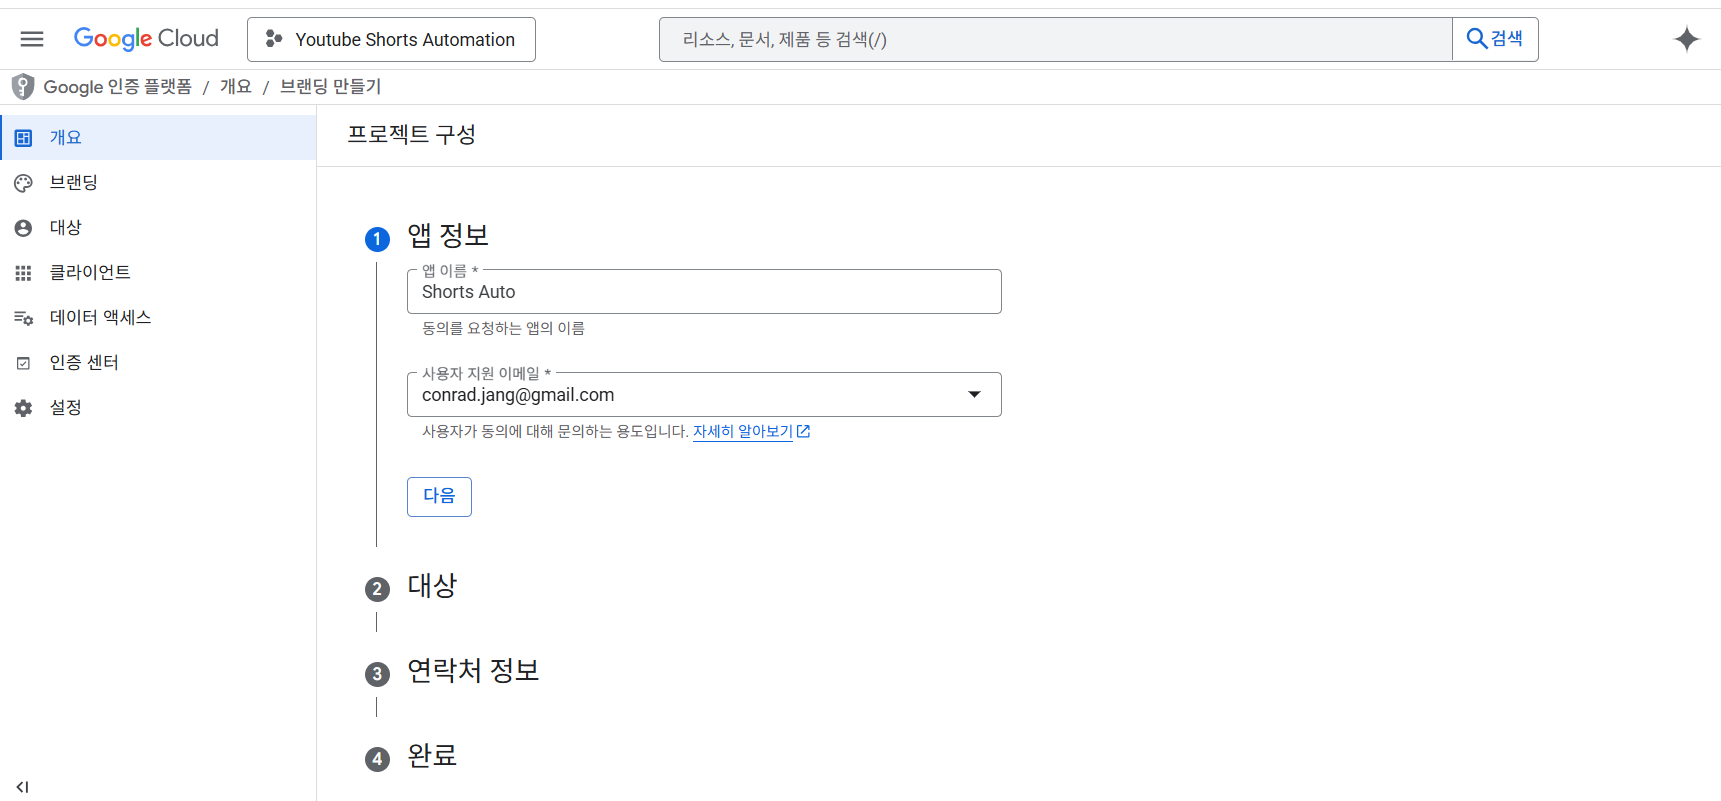 Google Cloud
Youtube Shorts Automation
리소스, 문서, 제품 등 검색(/)
검색
Google 인증 플랫폼 / 개요 / 브랜딩 만들기
개요
브랜딩
대상
클라이언트
데이터 액세스
인증 센터
설정
프로젝트 구성
1 앱 정보
앱 이름 *
Shorts Auto
동의를 요청하는 앱의 이름
사용자 지원 이메일 *
conrad.jang@gmail.com
사용자가 동의에 대해 문의하는 용도입니다. 자세히 알아보기
다음
2 대상
3 연락처 정보
4 완료